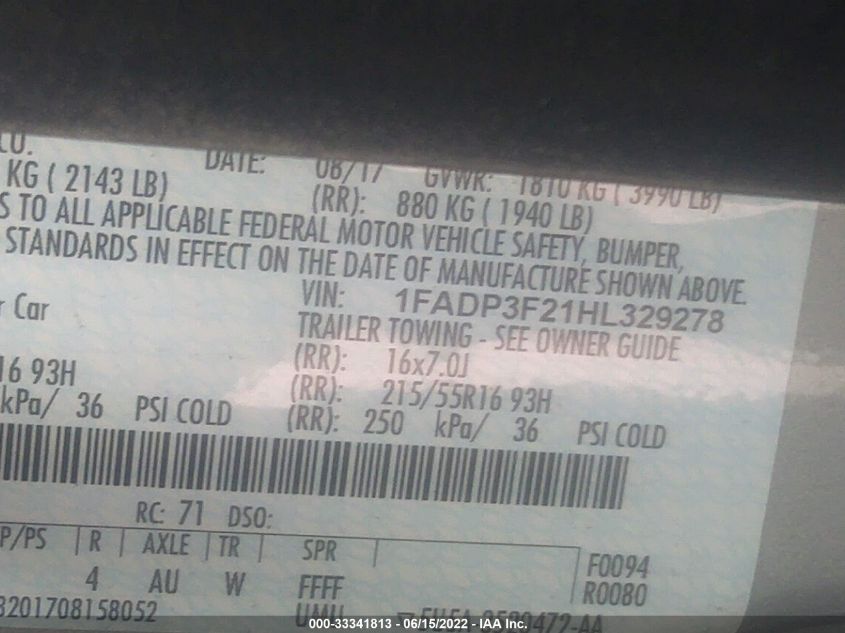 CO. DATE: 08/17 GVWR: 1810 KG ( 3990 LB)
KG ( 2143 LB) (RR): 880 KG ( 1940 LB)
S TO ALL APPLICABLE FEDERAL MOTOR VEHICLE SAFETY, BUMPER,
STANDARDS IN EFFECT ON THE DATE OF MANUFACTURE SHOWN ABOVE.
VIN: 1FADP3F21HL329278
r Car TRAILER TOWING - SEE OWNER GUIDE
(RR): 16x7.0J
16 93H (RR): 215/55R16 93H
kPa/ 36 PSI COLD (RR): 250 kPa/ 36 PSI COLD
RC: 71 DSO:
P/PS R AXLE TR SPR F0094
4 AU W FFFF R0080
3201708158052 UMU
000-33341813 - 06/15/2022 - IAA Inc.